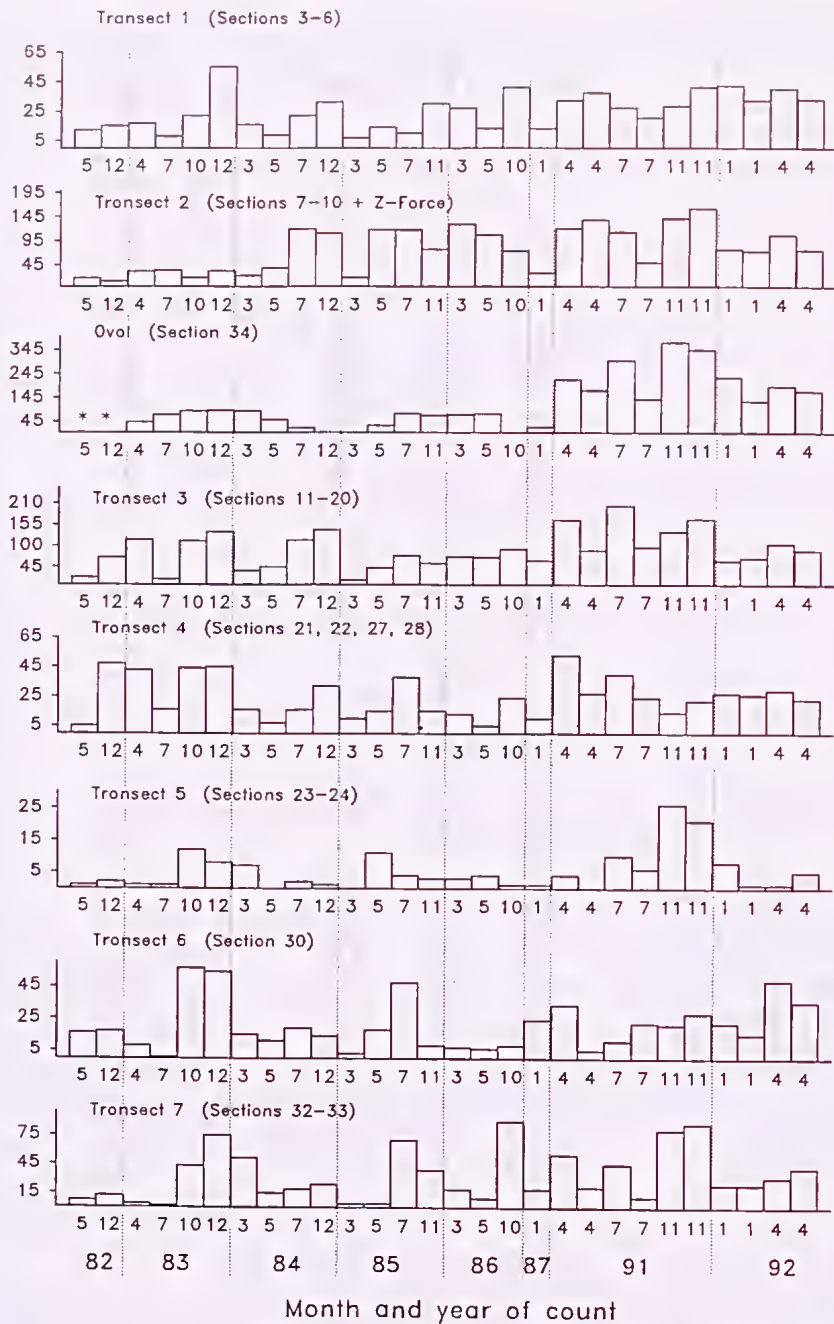 Transect 1 (Sections 3-6)
65
45
25
5
5 12 4 7 10 12 3 5 7 12 3 5 7 11 3 5 10 1 4 4 7 7 11 11 1 1 4 4
Transect 2 (Sections 7-10 + Z-Force)
195
145
95
45
5 12 4 7 10 12 3 5 7 12 3 5 7 11 3 5 10 1 4 4 7 7 11 11 1 1 4 4
Oval (Section 34)
345
245
145
45
* *
5 12 4 7 10 12 3 5 7 12 3 5 7 11 3 5 10 1 4 4 7 7 11 11 1 1 4 4
Transect 3 (Sections 11-20)
210
155
100
45
5 12 4 7 10 12 3 5 7 12 3 5 7 11 3 5 10 1 4 4 7 7 11 11 1 1 4 4
Transect 4 (Sections 21, 22, 27, 28)
65
45
25
5
5 12 4 7 10 12 3 5 7 12 3 5 7 11 3 5 10 1 4 4 7 7 11 11 1 1 4 4
Transect 5 (Sections 23-24)
25
5
5 12 4 7 10 12 3 5 7 12 3 5 7 11 3 5 10 1 4 4 7 7 11 11 1 1 4 4
Transect 6 (Section 30)
45
25
5
5 12 4 7 10 12 3 5 7 12 3 5 7 11 3 5 10 1 4 4 7 7 11 11 1 1 4 4
Transect 7 (Sections 32-33)
75
45
15
5 12 4 7 10 12 3 5 7 12 3 5 7 11 3 5 10 1 4 4 7 7 11 11 1 1 4 4
82 83 84 85 86 87 91 92
Month and year of count